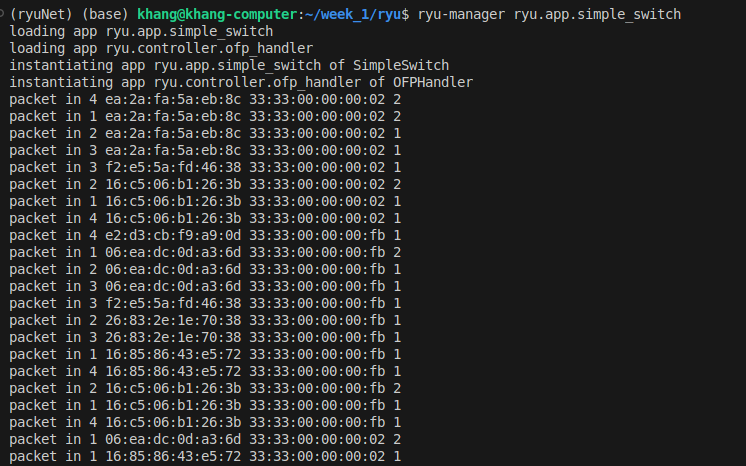 (ryuNet) (base) khang@khang-computer:~/week_1/ryu$ ryu-manager ryu.app.simple_switch
loading app ryu.app.simple_switch
loading app ryu.controller.ofp_handler
instantiating app ryu.app.simple_switch of SimpleSwitch
instantiating app ryu.controller.ofp_handler of OFPHandler
packet in 4 ea:2a:fa:5a:eb:8c 33:33:00:00:00:02 2
packet in 1 ea:2a:fa:5a:eb:8c 33:33:00:00:00:02 2
packet in 2 ea:2a:fa:5a:eb:8c 33:33:00:00:00:02 1
packet in 3 ea:2a:fa:5a:eb:8c 33:33:00:00:00:02 1
packet in 3 f2:e5:5a:fd:46:38 33:33:00:00:00:02 1
packet in 2 16:c5:06:b1:26:3b 33:33:00:00:00:02 2
packet in 1 16:c5:06:b1:26:3b 33:33:00:00:00:02 1
packet in 4 16:c5:06:b1:26:3b 33:33:00:00:00:02 1
packet in 4 e2:d3:cb:f9:a9:0d 33:33:00:00:00:fb 1
packet in 1 06:ea:dc:0d:a3:6d 33:33:00:00:00:fb 2
packet in 2 06:ea:dc:0d:a3:6d 33:33:00:00:00:fb 1
packet in 3 06:ea:dc:0d:a3:6d 33:33:00:00:00:fb 1
packet in 3 f2:e5:5a:fd:46:38 33:33:00:00:00:fb 1
packet in 2 26:83:2e:1e:70:38 33:33:00:00:00:fb 1
packet in 3 26:83:2e:1e:70:38 33:33:00:00:00:fb 1
packet in 1 16:85:86:43:e5:72 33:33:00:00:00:fb 1
packet in 4 16:85:86:43:e5:72 33:33:00:00:00:fb 1
packet in 2 16:c5:06:b1:26:3b 33:33:00:00:00:fb 2
packet in 1 16:c5:06:b1:26:3b 33:33:00:00:00:fb 1
packet in 4 16:c5:06:b1:26:3b 33:33:00:00:00:fb 1
packet in 1 06:ea:dc:0d:a3:6d 33:33:00:00:00:02 2
packet in 1 16:85:86:43:e5:72 33:33:00:00:00:02 1